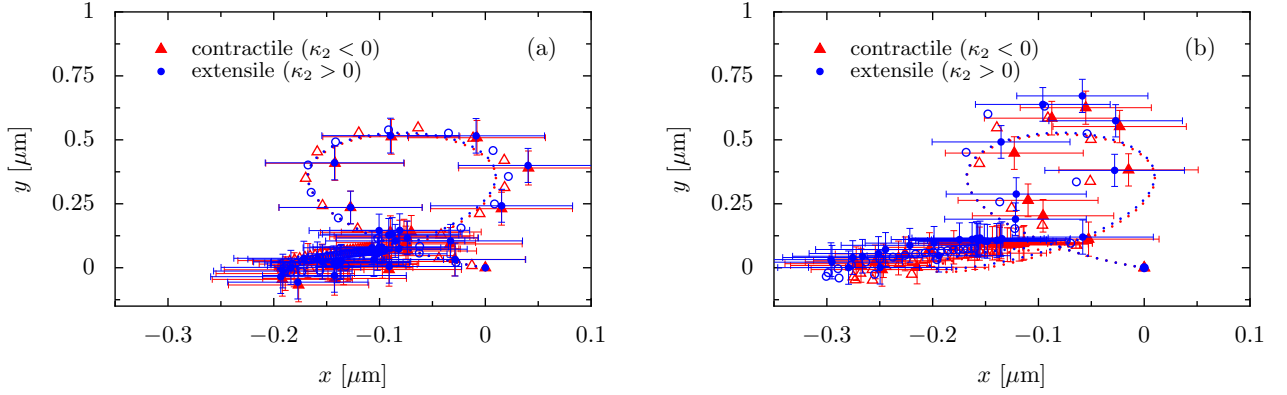 1
0.75
0.5
0.25
0
−0.3
−0.2
−0.1
0
0.1
x [μm]
y [μm]
contractile (κ₂ < 0)
extensile (κ₂ > 0)
(a)
1
0.75
0.5
0.25
0
−0.3
−0.2
−0.1
0
0.1
x [μm]
y [μm]
contractile (κ₂ < 0)
extensile (κ₂ > 0)
(b)